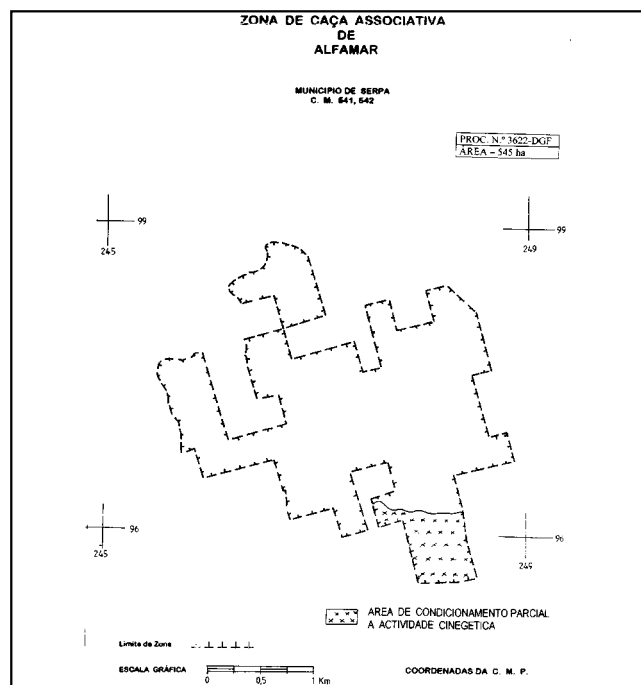 ZONA DE CAÇA ASSOCIATIVA
DE
ALFAMAR
MUNICIPIO DE SERPA
C. M. 541, 542
PROC. N.º 3622-DGF
AREA – 545 ha
99
245
99
249
96
245
96
249
AREA DE CONDICIONAMENTO PARCIAL
A ACTIVIDADE CINEGETICA
Limite da Zona
ESCALA GRÁFICA
0 0,5 1 Km
COORDENADAS DA C. M. P.